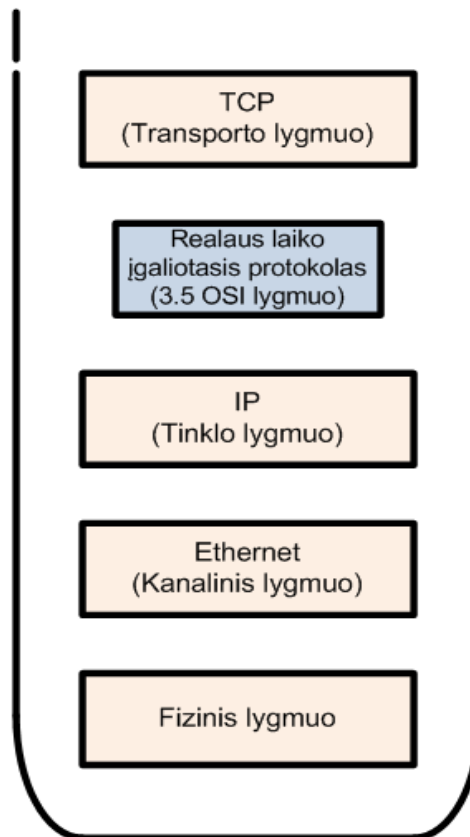 TCP
(Transporto lygmuo)
Realaus laiko
įgaliotasis protokolas
(3.5 OSI lygmuo)
IP
(Tinklo lygmuo)
Ethernet
(Kanalinis lygmuo)
Fizinis lygmuo